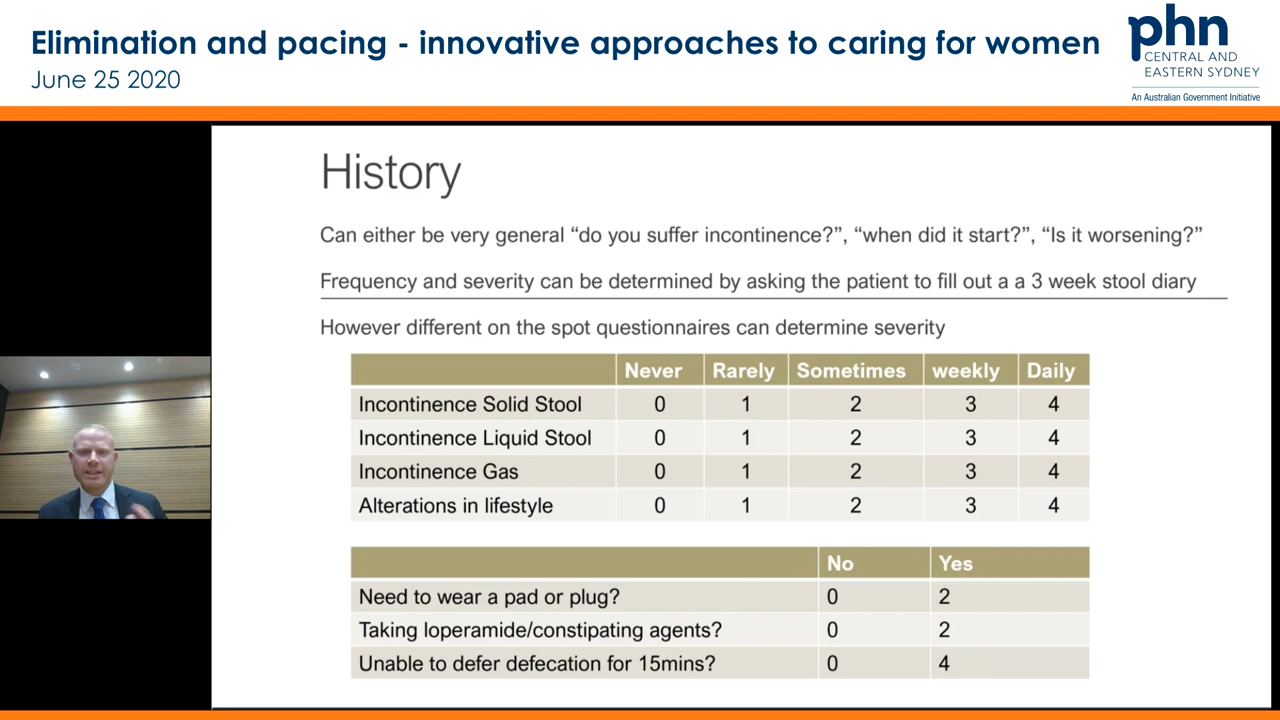 Elimination and pacing - innovative approaches to caring for women
June 25 2020
phn
CENTRAL AND
EASTERN SYDNEY
An Australian Government Initiative
History
Can either be very general “do you suffer incontinence?”, “when did it start?”, “Is it worsening?”
Frequency and severity can be determined by asking the patient to fill out a a 3 week stool diary
However different on the spot questionnaires can determine severity
Never Rarely Sometimes weekly Daily
Incontinence Solid Stool 0 1 2 3 4
Incontinence Liquid Stool 0 1 2 3 4
Incontinence Gas 0 1 2 3 4
Alterations in lifestyle 0 1 2 3 4
No Yes
Need to wear a pad or plug? 0 2
Taking loperamide/constipating agents? 0 2
Unable to defer defecation for 15mins? 0 4